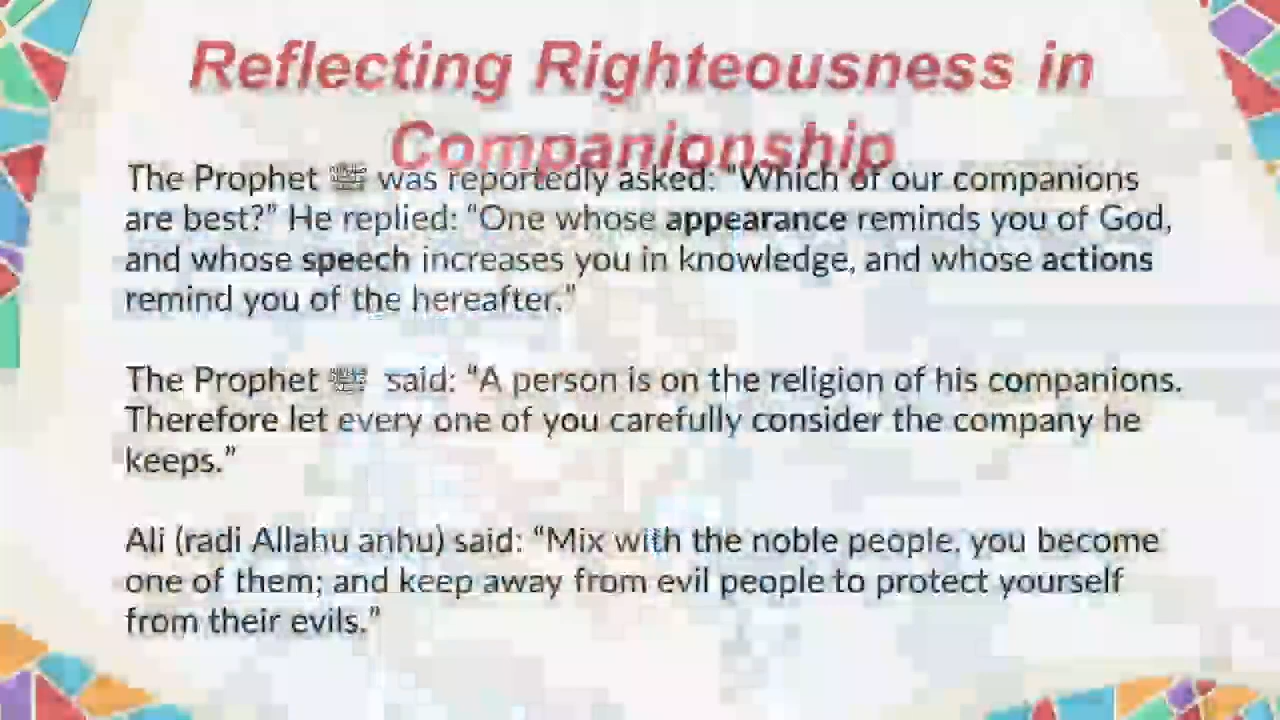 Reflecting Righteousness in
Companionship
The Prophet ﷺ was reportedly asked: “Which of our companions
are best?” He replied: “One whose appearance reminds you of God,
and whose speech increases you in knowledge, and whose actions
remind you of the hereafter.”
The Prophet ﷺ said: “A person is on the religion of his companions.
Therefore let every one of you carefully consider the company he
keeps.”
Ali (radi Allahu anhu) said: “Mix with the noble people, you become
one of them; and keep away from evil people to protect yourself
from their evils.”